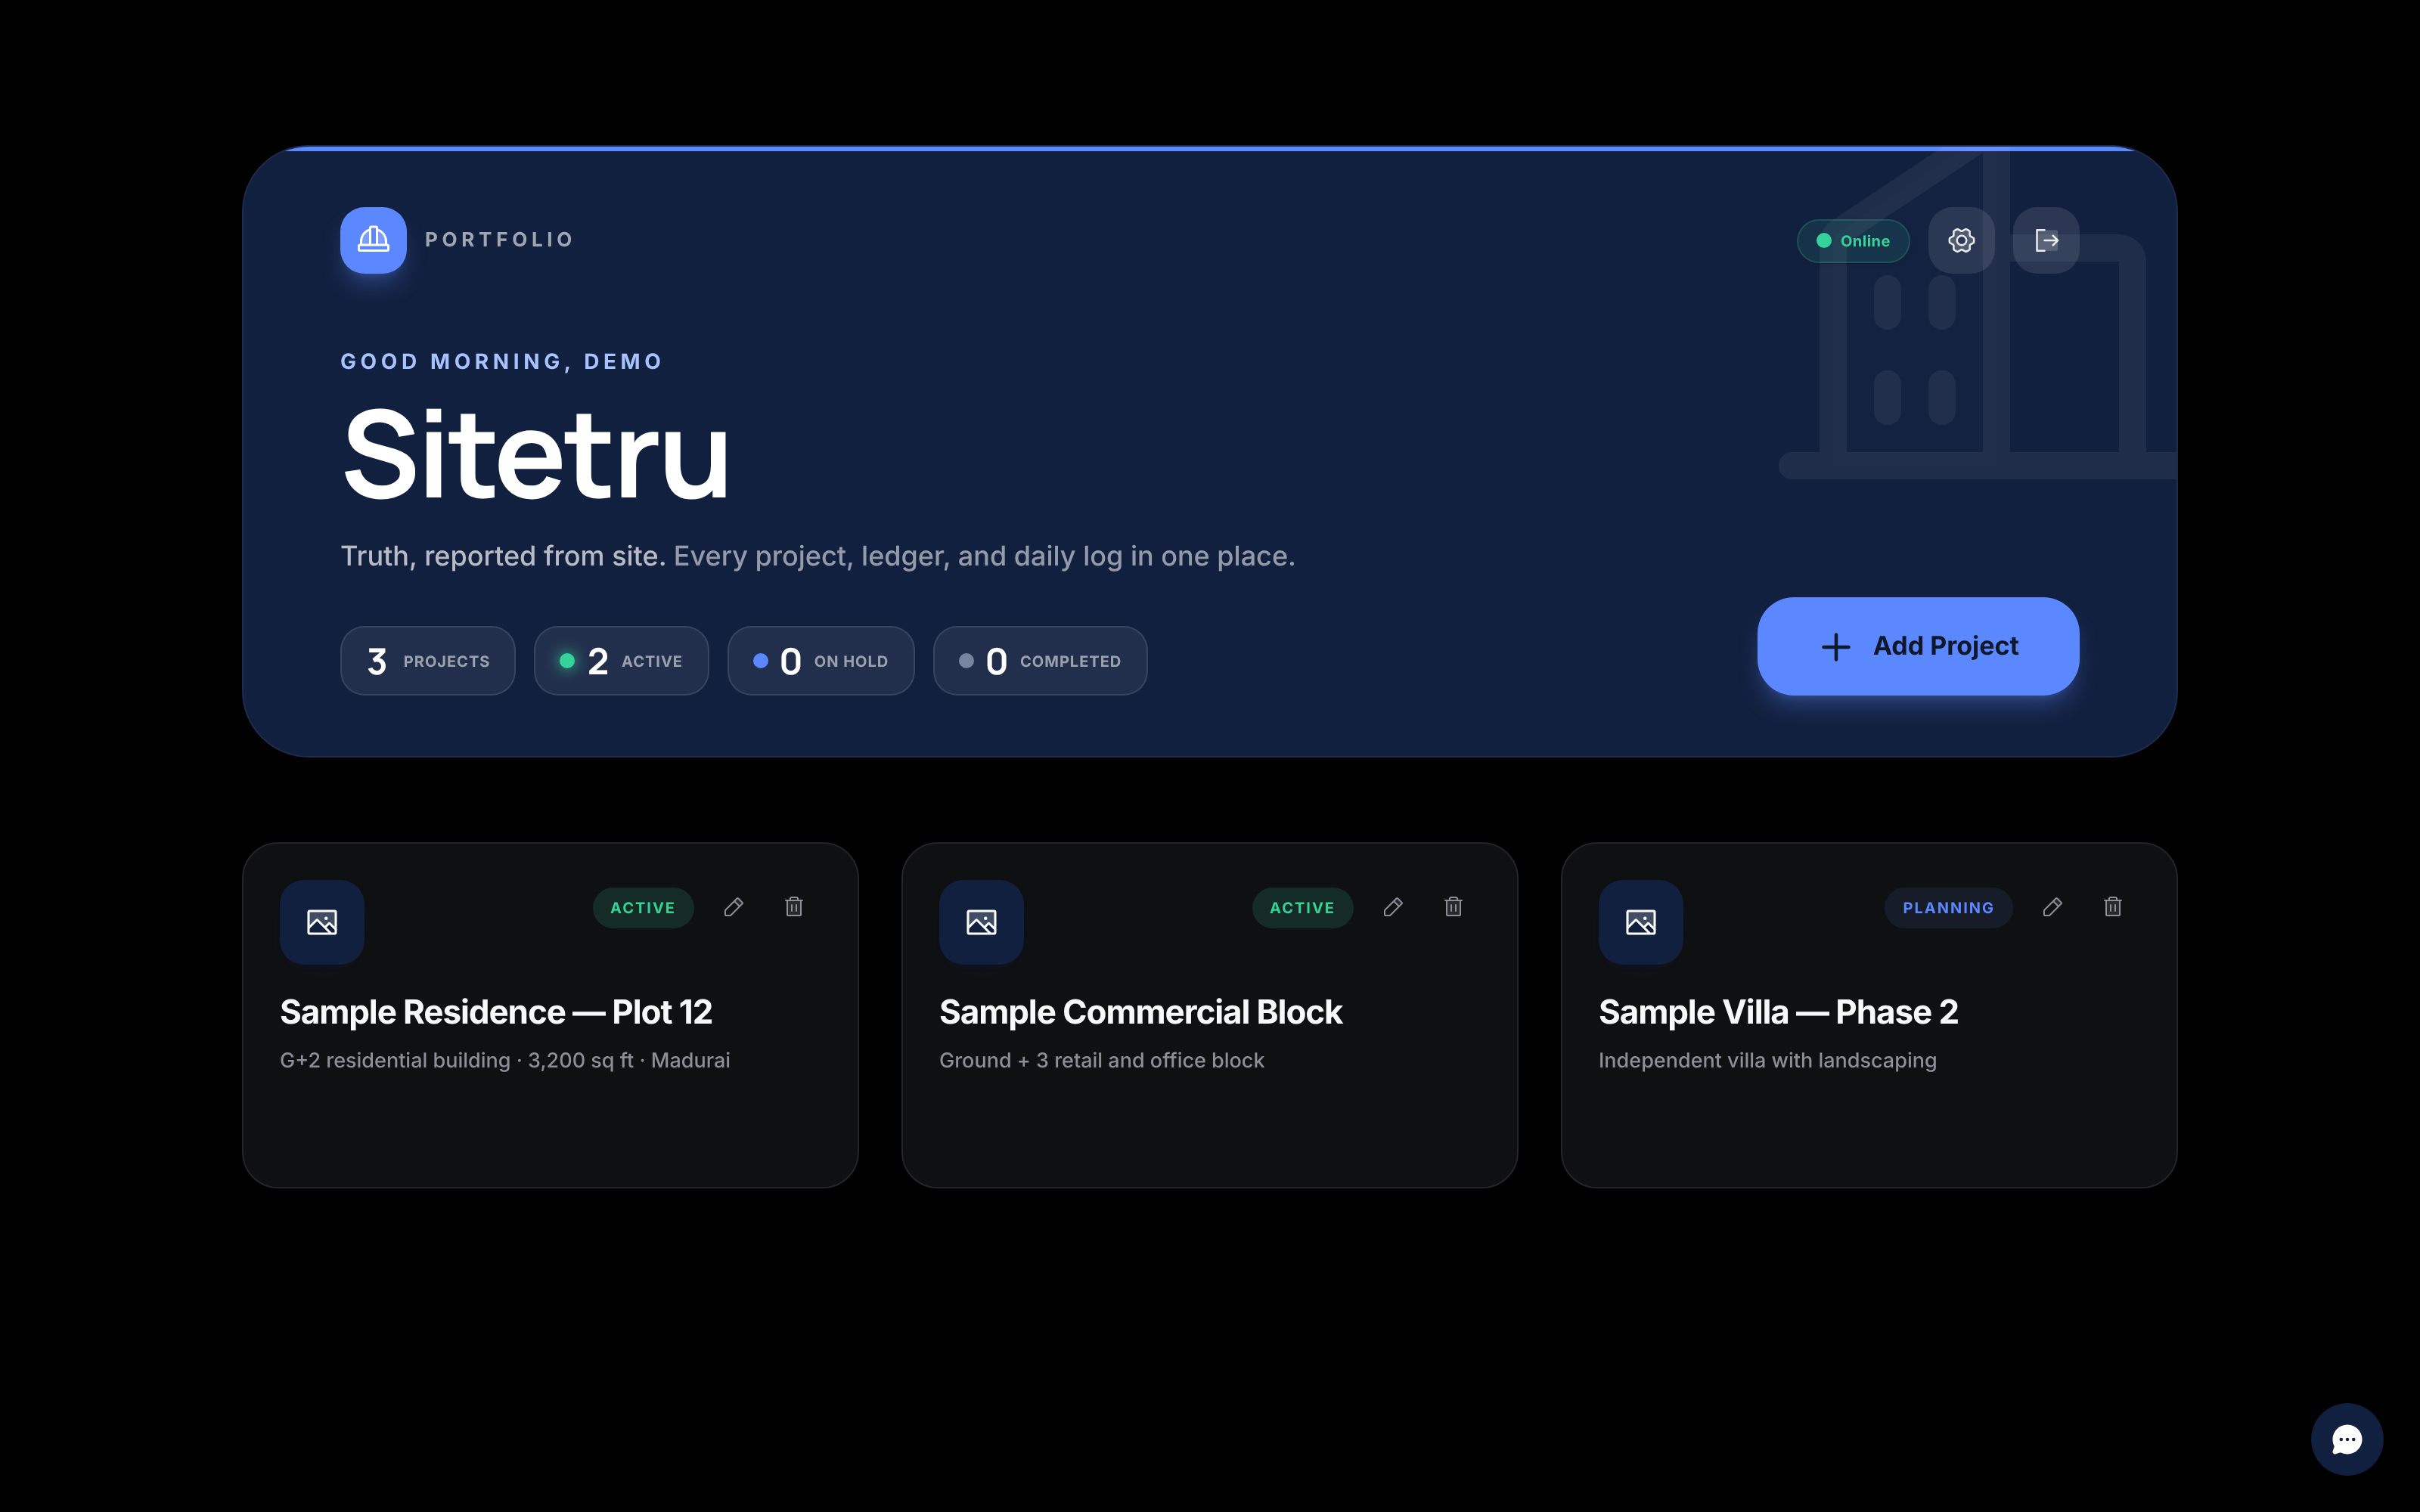 PORTFOLIO
Online
GOOD MORNING, DEMO
Sitetru
Truth, reported from site. Every project, ledger, and daily log in one place.
3 PROJECTS
2 ACTIVE
0 ON HOLD
0 COMPLETED
Add Project
ACTIVE
Sample Residence — Plot 12
G+2 residential building · 3,200 sq ft · Madurai
ACTIVE
Sample Commercial Block
Ground + 3 retail and office block
PLANNING
Sample Villa — Phase 2
Independent villa with landscaping